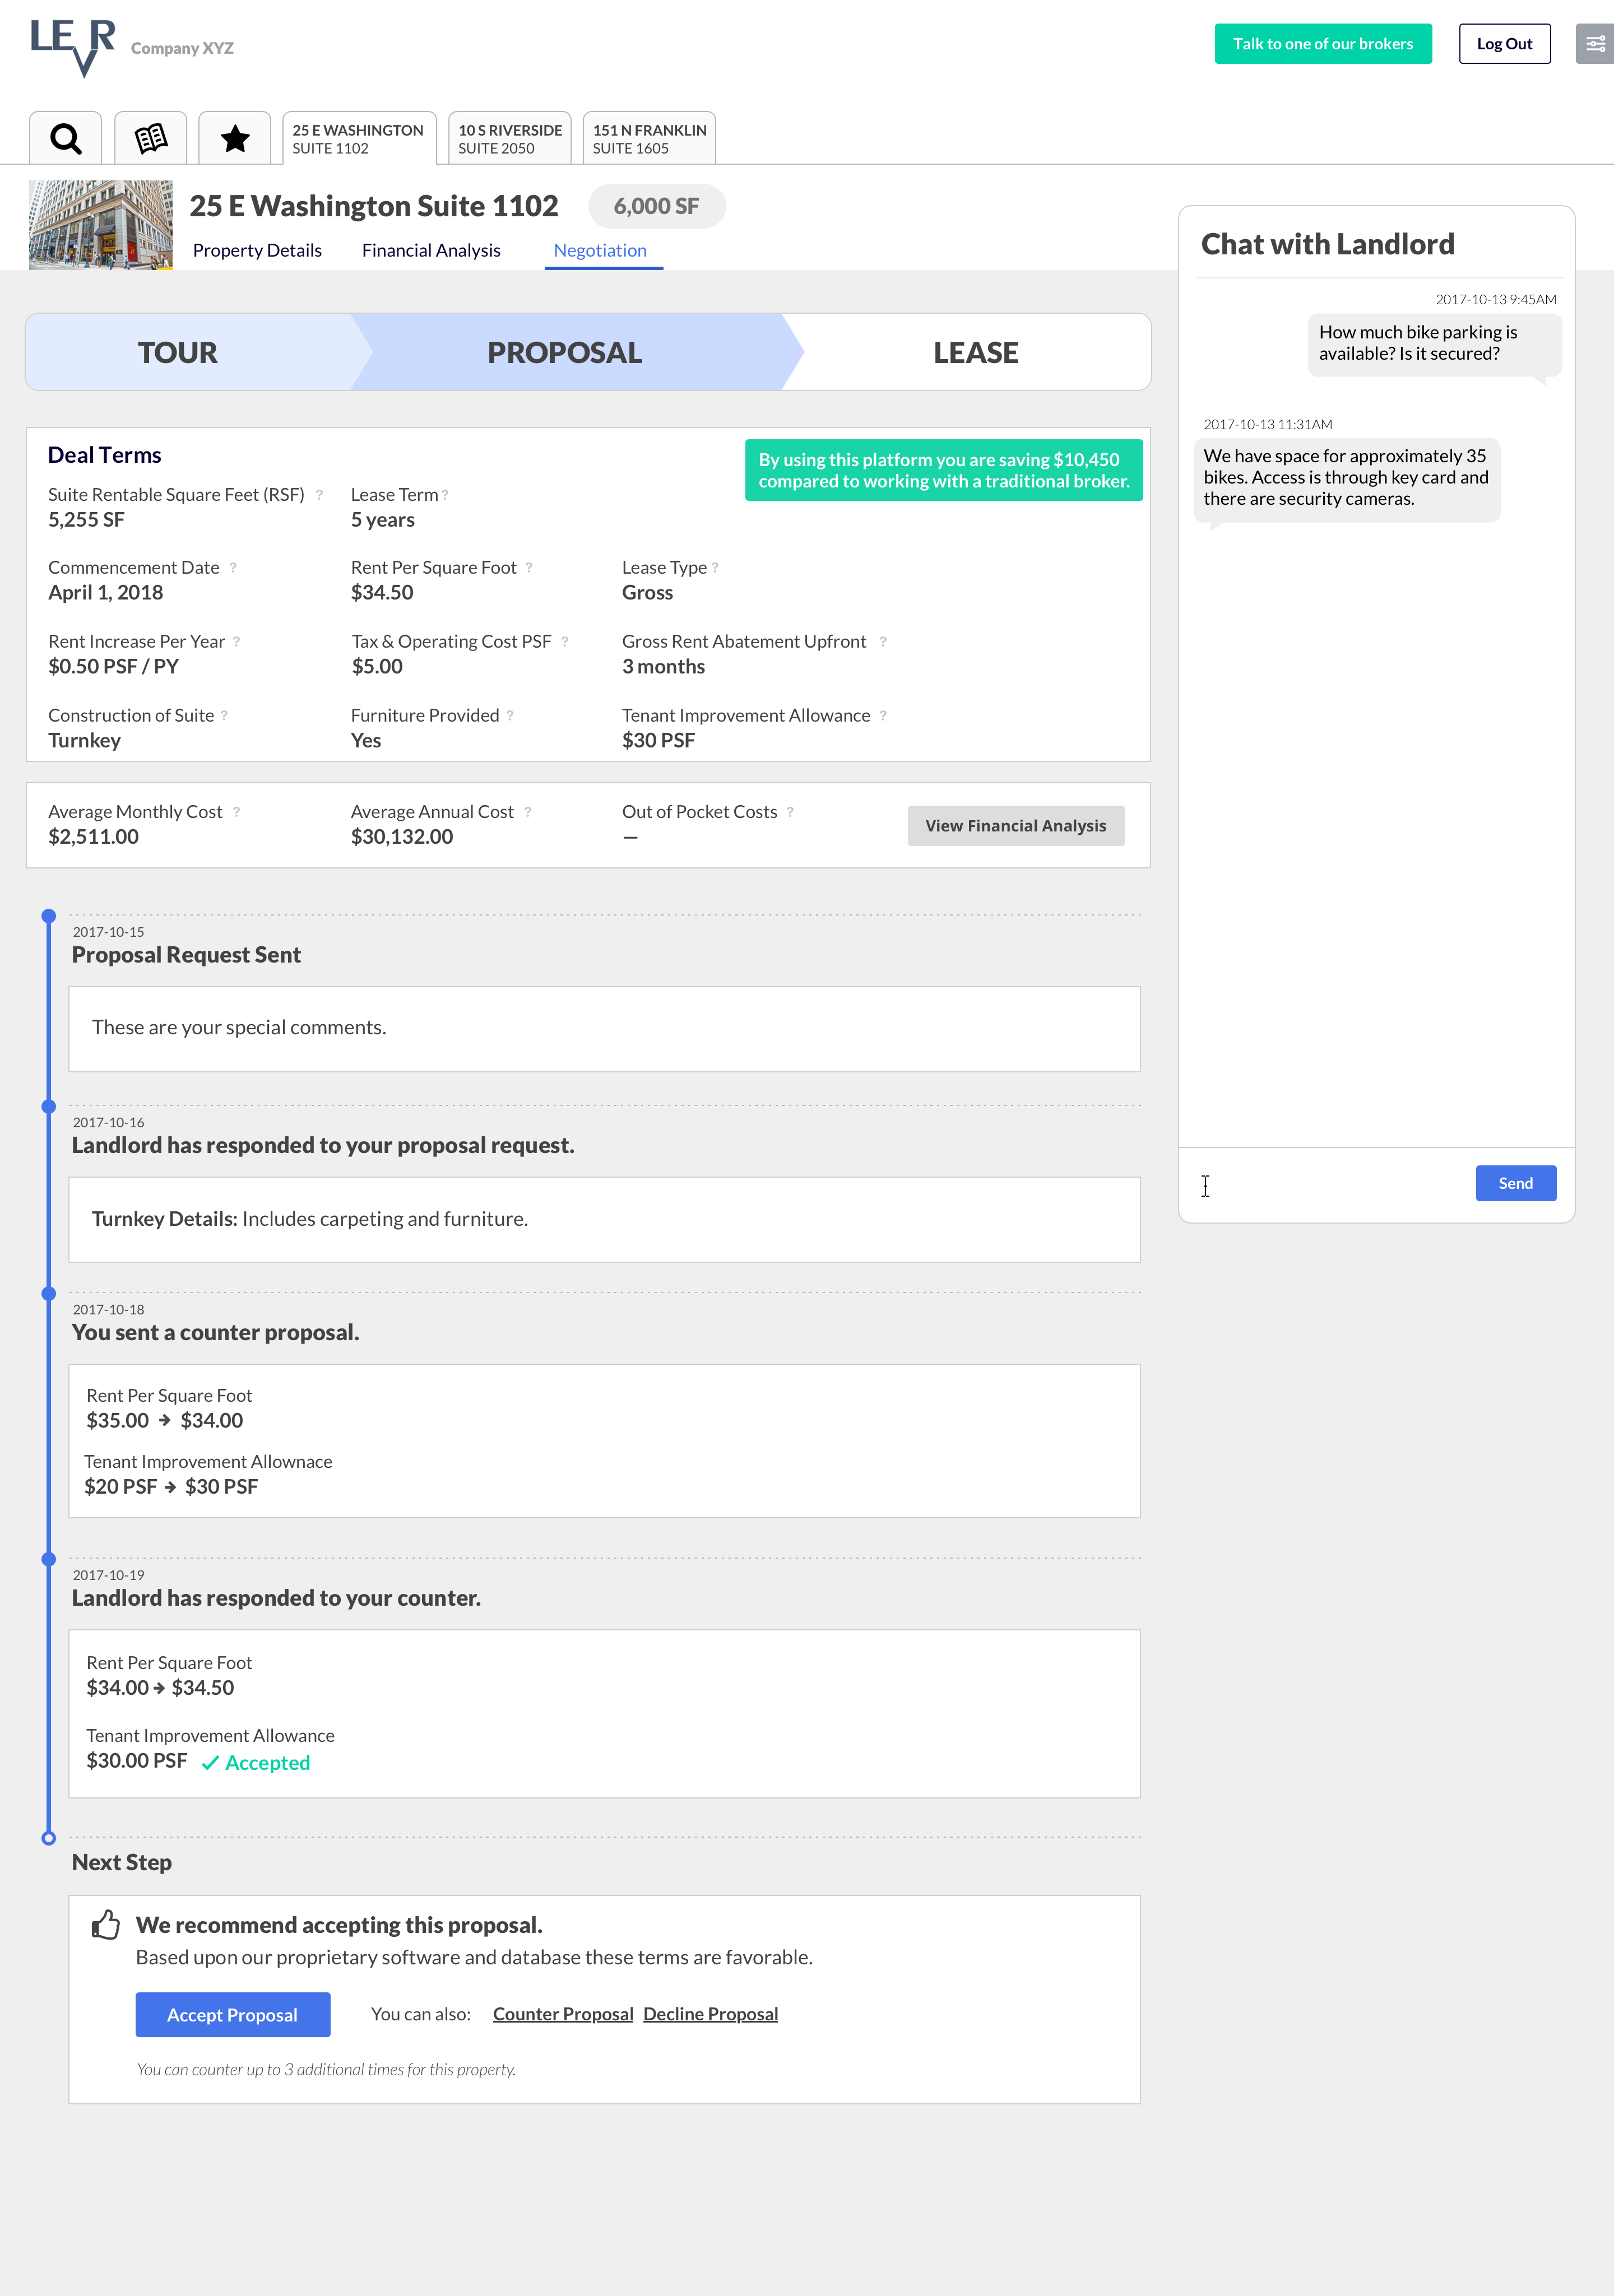 LEVR
Company XYZ
Talk to one of our brokers
Log Out
25 E WASHINGTON
SUITE 1102
10 S RIVERSIDE
SUITE 2050
151 N FRANKLIN
SUITE 1605
25 E Washington Suite 1102
6,000 SF
Property Details
Financial Analysis
Negotiation
TOUR
PROPOSAL
LEASE
Deal Terms
By using this platform you are saving $10,450
compared to working with a traditional broker.
Suite Rentable Square Feet (RSF) ?
5,255 SF
Lease Term ?
5 years
Commencement Date ?
April 1, 2018
Rent Per Square Foot ?
$34.50
Lease Type ?
Gross
Rent Increase Per Year ?
$0.50 PSF / PY
Tax & Operating Cost PSF ?
$5.00
Gross Rent Abatement Upfront ?
3 months
Construction of Suite ?
Turnkey
Furniture Provided ?
Yes
Tenant Improvement Allowance ?
$30 PSF
Average Monthly Cost ?
$2,511.00
Average Annual Cost ?
$30,132.00
Out of Pocket Costs ?
—
View Financial Analysis
2017-10-15
Proposal Request Sent
These are your special comments.
2017-10-16
Landlord has responded to your proposal request.
Turnkey Details: Includes carpeting and furniture.
2017-10-18
You sent a counter proposal.
Rent Per Square Foot
$35.00 → $34.00
Tenant Improvement Allownace
$20 PSF → $30 PSF
2017-10-19
Landlord has responded to your counter.
Rent Per Square Foot
$34.00 → $34.50
Tenant Improvement Allowance
$30.00 PSF ✓ Accepted
Next Step
We recommend accepting this proposal.
Based upon our proprietary software and database these terms are favorable.
Accept Proposal
You can also: Counter Proposal Decline Proposal
You can counter up to 3 additional times for this property.
Chat with Landlord
2017-10-13 9:45AM
How much bike parking is
available? Is it secured?
2017-10-13 11:31AM
We have space for approximately 35
bikes. Access is through key card and
there are security cameras.
Send